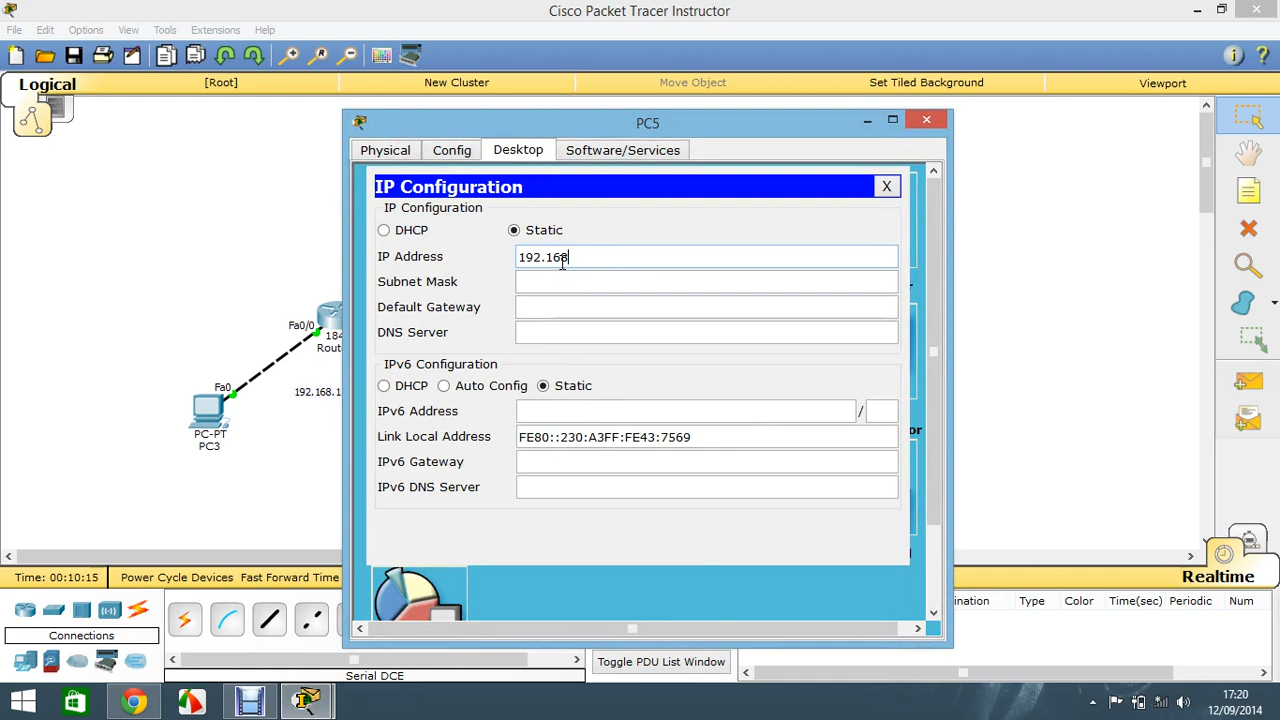 Cisco Packet Tracer Instructor
File Edit Options View Tools Extensions Help
Logical [Root] New Cluster Move Object Set Tiled Background Viewport
PC5
Physical Config Desktop Software/Services
IP Configuration X
IP Configuration
DHCP Static
IP Address 192.168
Subnet Mask
Default Gateway
DNS Server
IPv6 Configuration
DHCP Auto Config Static
IPv6 Address /
Link Local Address FE80::230:A3FF:FE43:7569
IPv6 Gateway
IPv6 DNS Server
Fa0/0
Fa0
PC-PT
PC3
Time: 00:10:15 Power Cycle Devices Fast Forward Time
Realtime
Type Color Time(sec) Periodic Num
Connections
Serial DCE
Toggle PDU List Window
17:20
12/09/2014